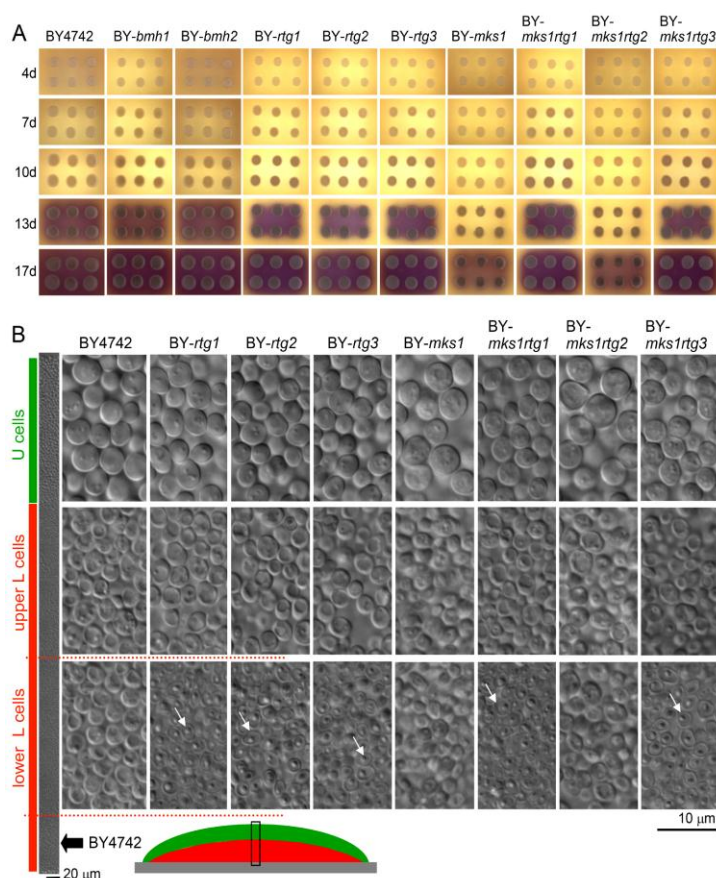 A
BY4742 BY-bmh1 BY-bmh2 BY-rtg1 BY-rtg2 BY-rtg3 BY-mks1 BY-mks1rtg1 BY-mks1rtg2 BY-mks1rtg3
4d
7d
10d
13d
17d
B
BY4742 BY-rtg1 BY-rtg2 BY-rtg3 BY-mks1 BY-mks1rtg1 BY-mks1rtg2 BY-mks1rtg3
U cells
upper L cells
lower L cells
10 μm
BY4742
20 μm